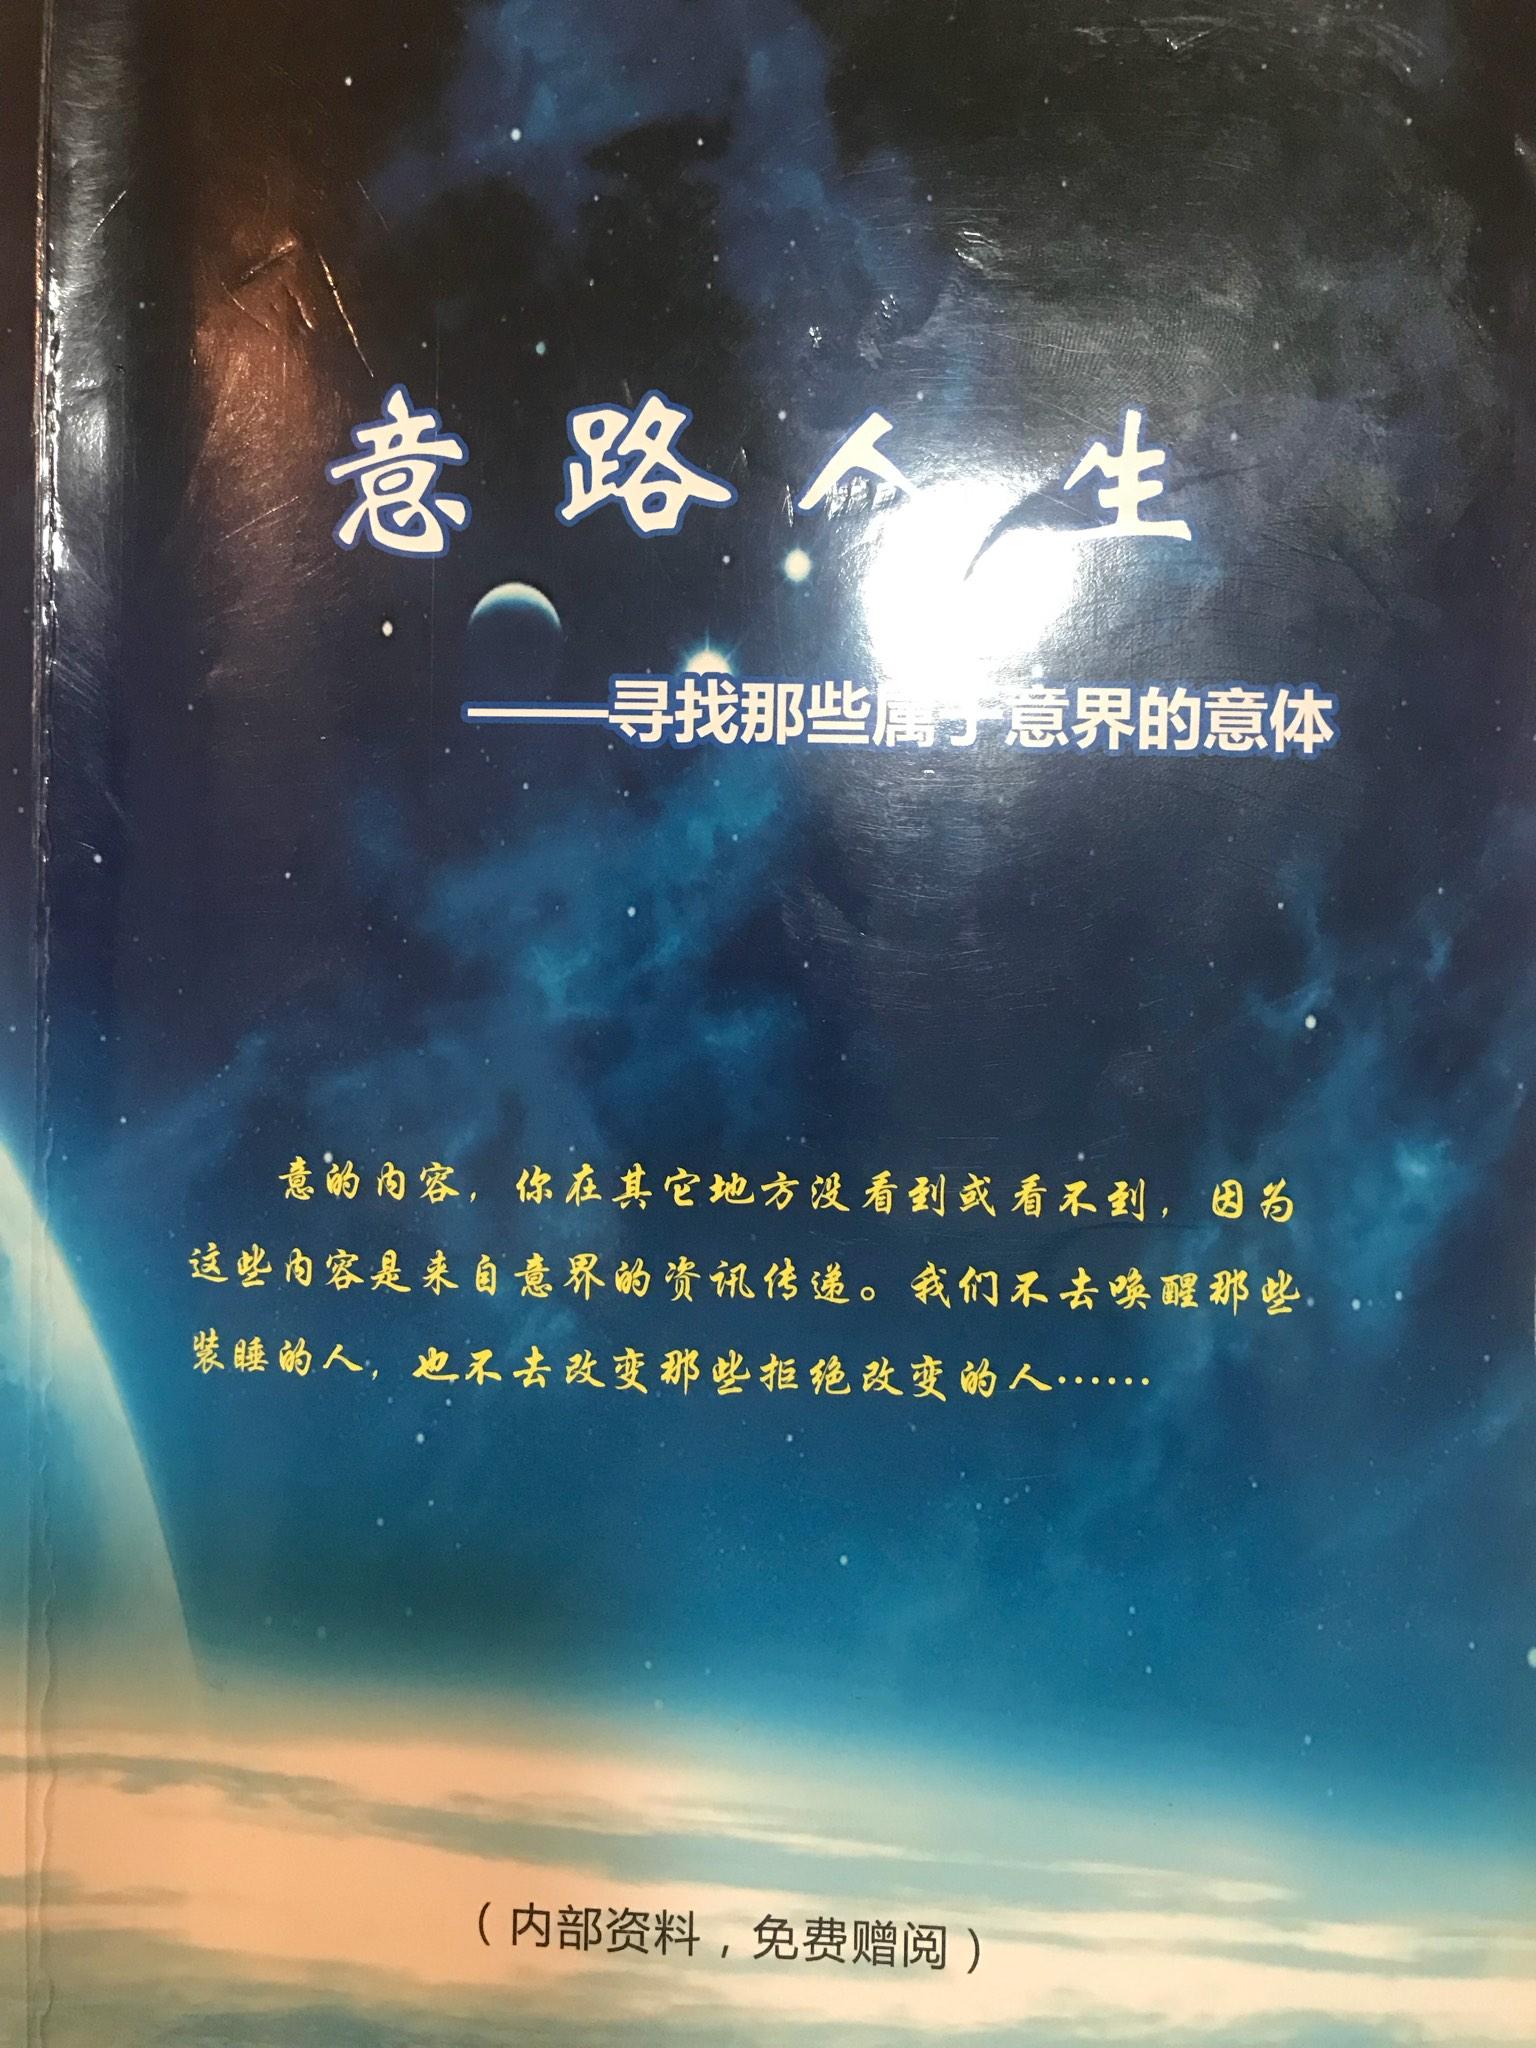 意路人生
——寻找那些属于意界的意体
意的内容，你在其它地方没看到或看不到，因为
这些内容是来自意界的资讯传递。我们不去唤醒那些
装睡的人，也不去改变那些拒绝改变的人……
（内部资料，免费赠阅）